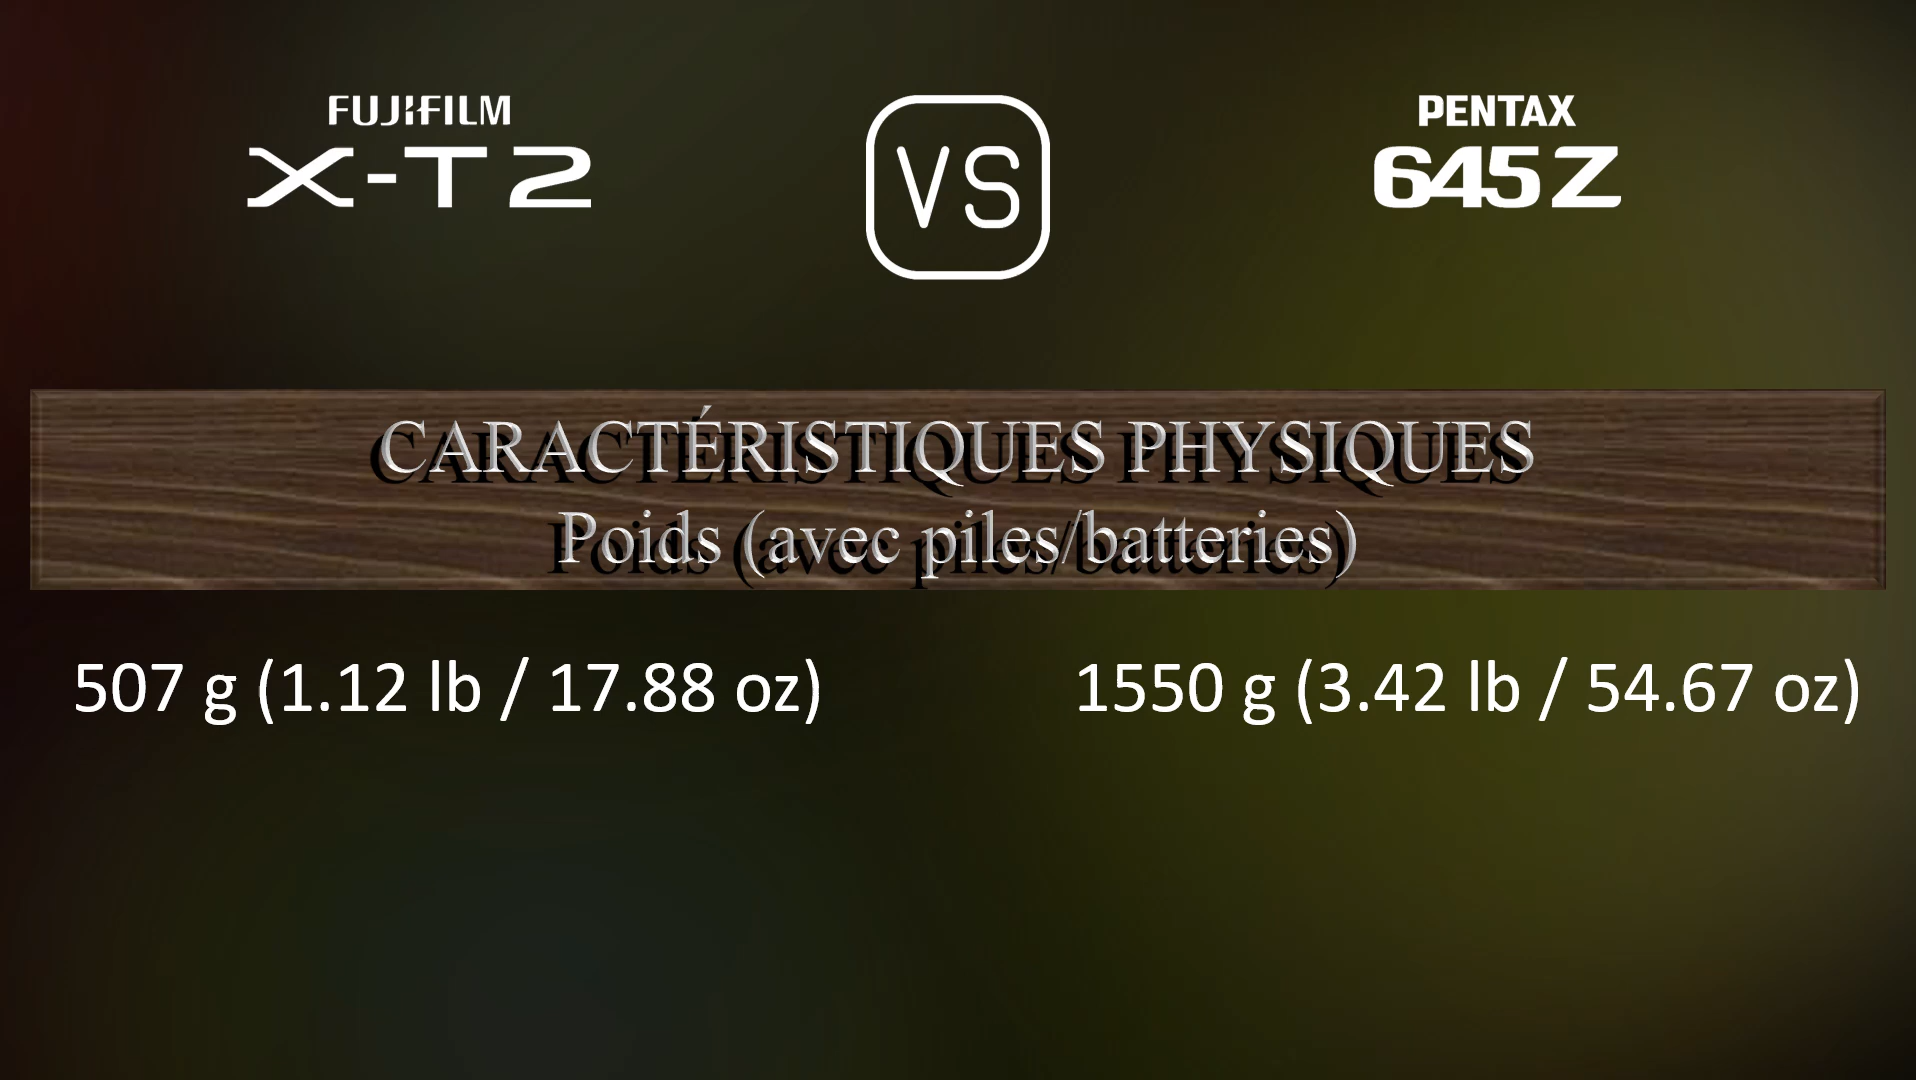 FUJIFILM
X-T2
VS
PENTAX
645Z
CARACTÉRISTIQUES PHYSIQUES
Poids (avec piles/batteries)
507 g (1.12 lb / 17.88 oz)
1550 g (3.42 lb / 54.67 oz)